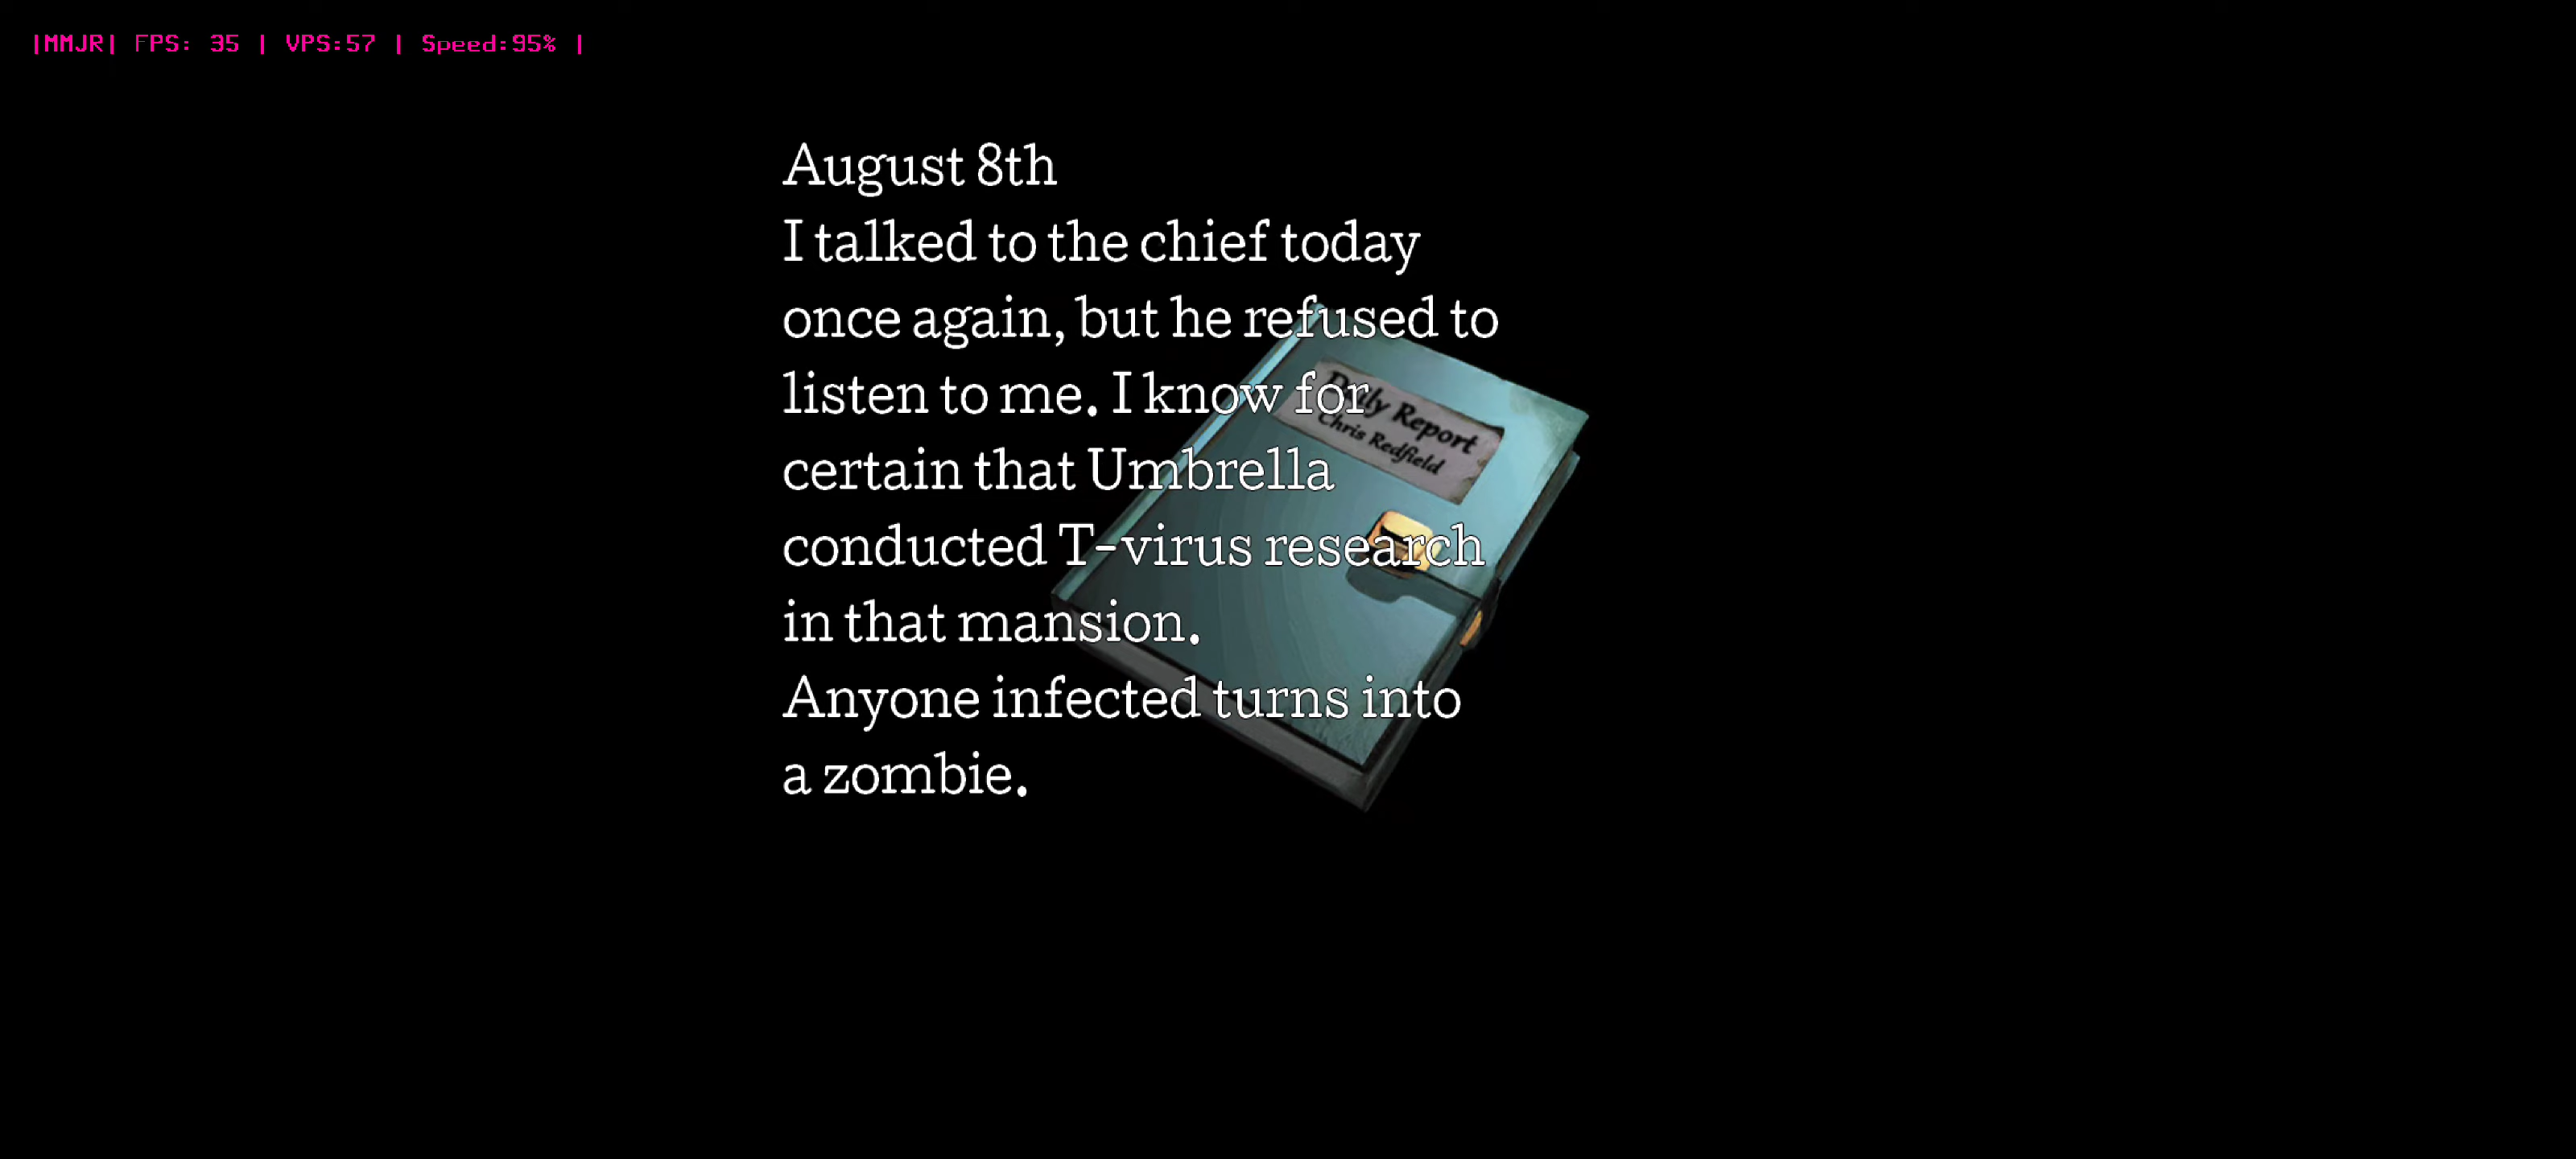 |MMJR| FPS: 35 | VPS:57 | Speed:95% |
August 8th
I talked to the chief today
once again, but he refused to
listen to me. I know for
certain that Umbrella
conducted T-virus research
in that mansion.
Anyone infected turns into
a zombie.
Daily Report
Chris Redfield